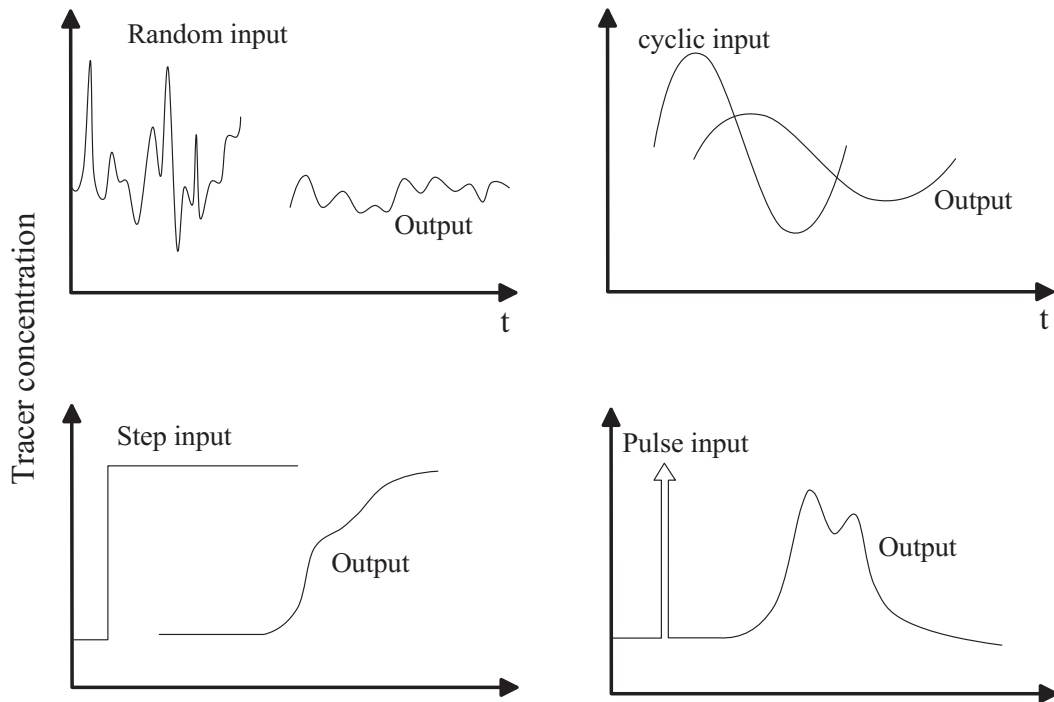 Tracer concentration
Random input
Output
t
cyclic input
Output
t
Step input
Output
Pulse input
Output